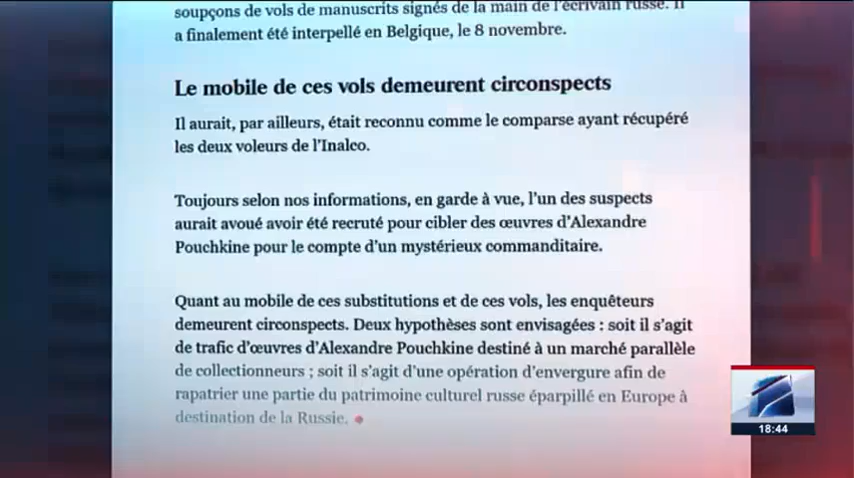 soupçons de vols de manuscrits signés de la main de l'écrivain russe. Il
a finalement été interpellé en Belgique, le 8 novembre.
Le mobile de ces vols demeurent circonspects
Il aurait, par ailleurs, était reconnu comme le comparse ayant récupéré
les deux voleurs de l'Inalco.
Toujours selon nos informations, en garde à vue, l'un des suspects
aurait avoué avoir été recruté pour cibler des œuvres d'Alexandre
Pouchkine pour le compte d'un mystérieux commanditaire.
Quant au mobile de ces substitutions et de ces vols, les enquêteurs
demeurent circonspects. Deux hypothèses sont envisagées : soit il s'agit
de trafic d'œuvres d'Alexandre Pouchkine destiné à un marché parallèle
de collectionneurs ; soit il s'agit d'une opération d'envergure afin de
rapatrier une partie du patrimoine culturel russe éparpillé en Europe à
destination de la Russie.
18:44